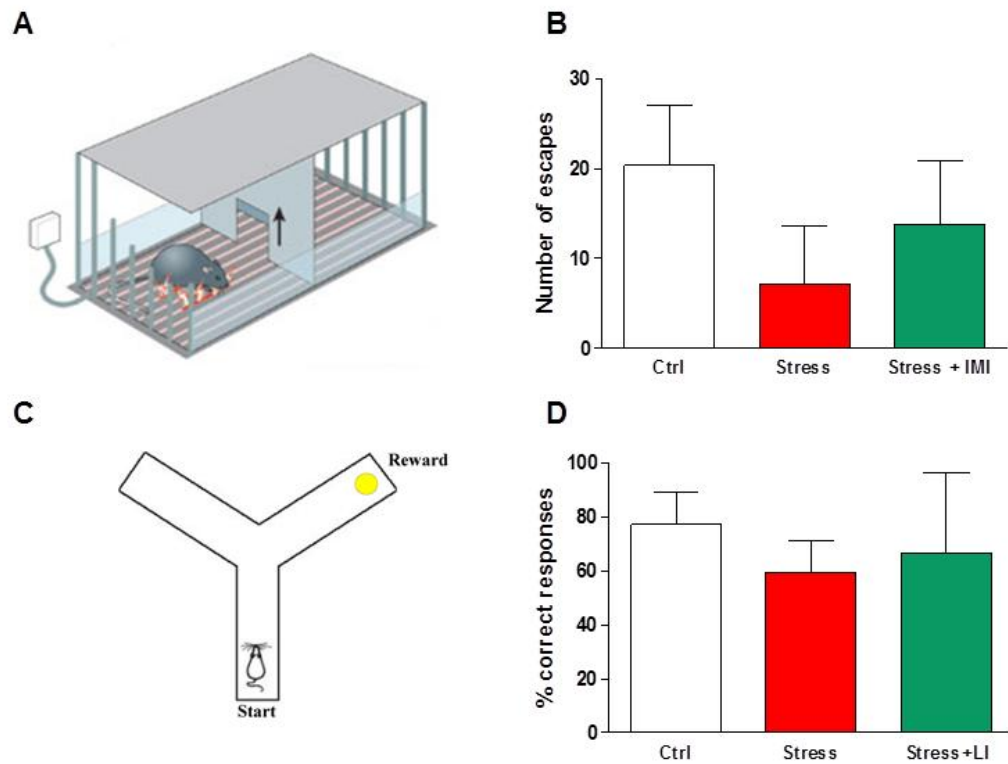 A
B
Number of escapes
30
20
10
0
Ctrl
Stress
Stress + IMI
C
Reward
Start
D
% correct responses
100
80
60
40
20
0
Ctrl
Stress
Stress+LI